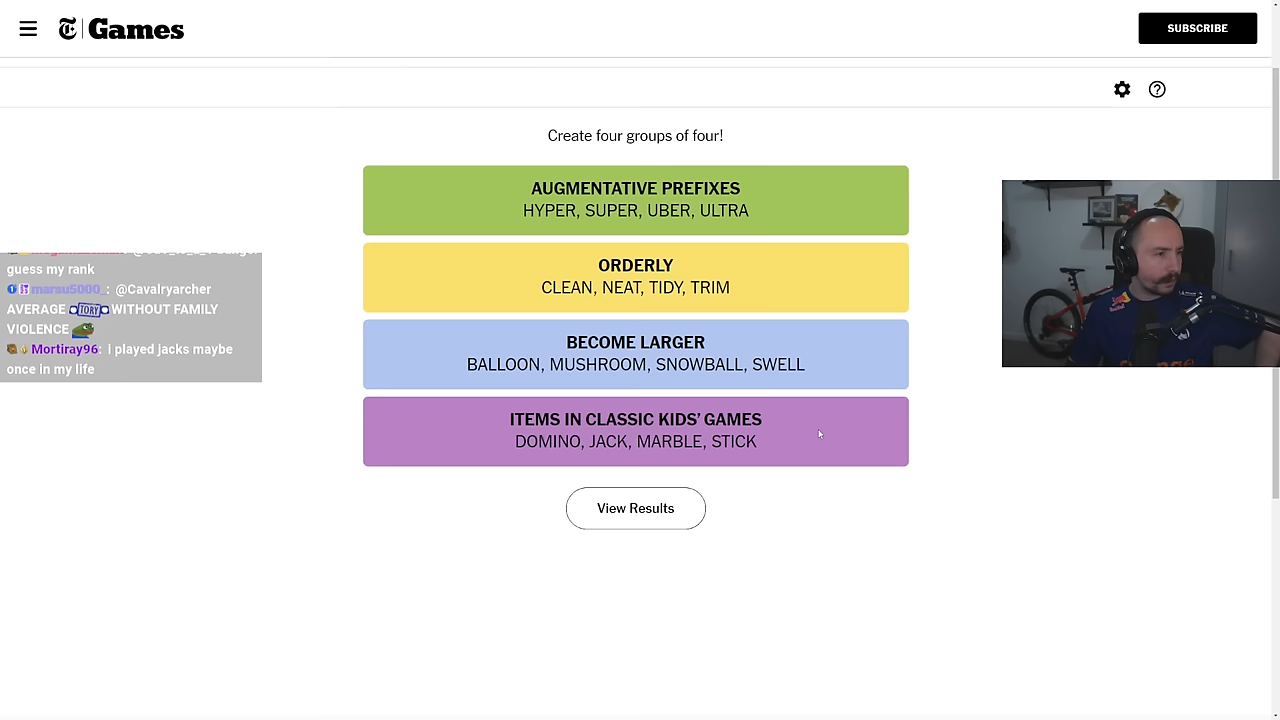 Games
SUBSCRIBE
Create four groups of four!
AUGMENTATIVE PREFIXES
HYPER, SUPER, UBER, ULTRA
ORDERLY
CLEAN, NEAT, TIDY, TRIM
BECOME LARGER
BALLOON, MUSHROOM, SNOWBALL, SWELL
ITEMS IN CLASSIC KIDS’ GAMES
DOMINO, JACK, MARBLE, STICK
View Results
guess my rank
marsu5000_: @Cavalryarcher
AVERAGE TORY WITHOUT FAMILY
VIOLENCE
Mortiray96: I played jacks maybe
once in my life